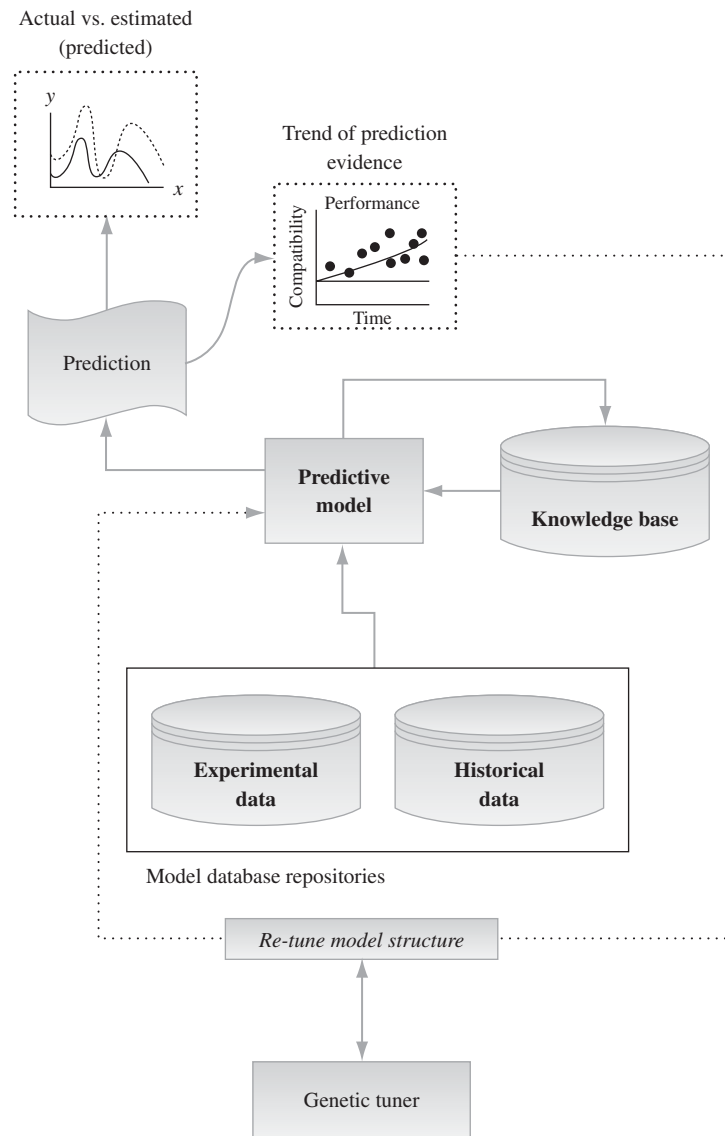 Actual vs. estimated
(predicted)
y
x
Trend of prediction
evidence
Performance
Compatibility
Time
Prediction
Predictive
model
Knowledge base
Experimental
data
Historical
data
Model database repositories
Re-tune model structure
Genetic tuner